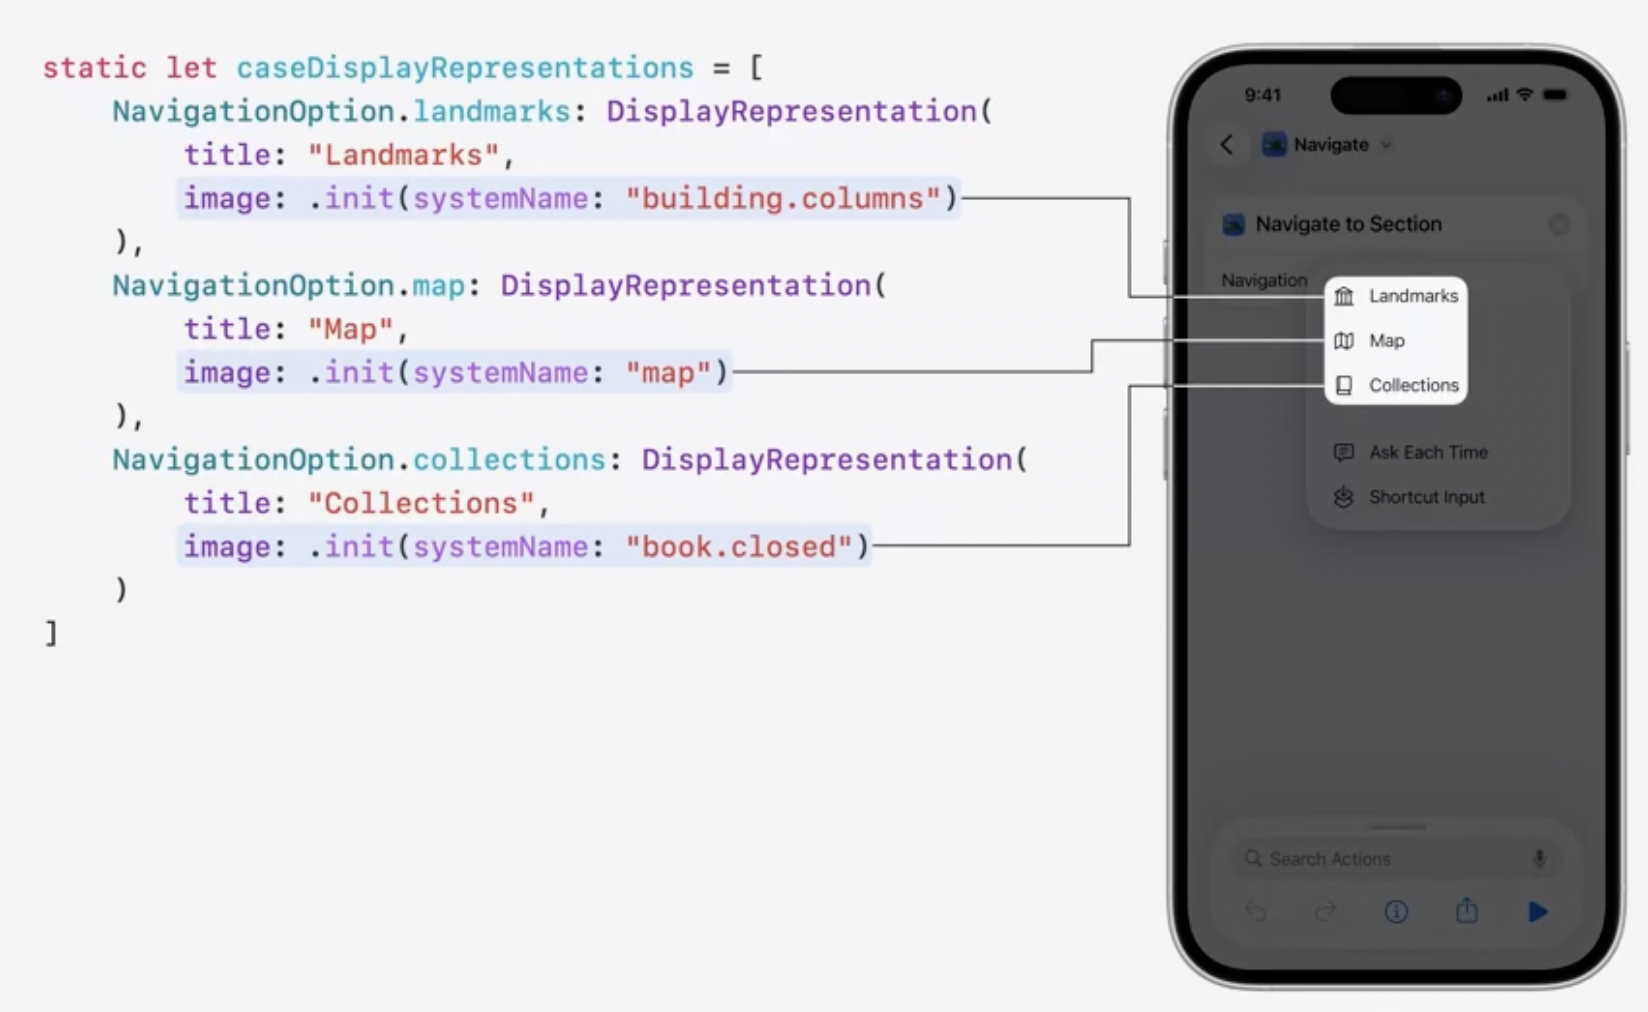 static let caseDisplayRepresentations = [
NavigationOption.landmarks: DisplayRepresentation(
title: "Landmarks",
image: .init(systemName: "building.columns")
),
NavigationOption.map: DisplayRepresentation(
title: "Map",
image: .init(systemName: "map")
),
NavigationOption.collections: DisplayRepresentation(
title: "Collections",
image: .init(systemName: "book.closed")
)
]
9:41
Navigate
Navigate to Section
Navigation
Landmarks
Map
Collections
Ask Each Time
Shortcut Input
Search Actions